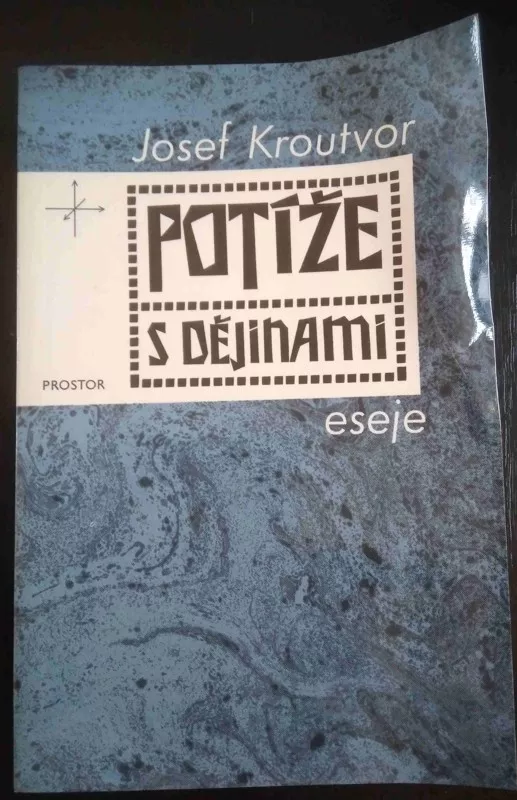 Josef Kroutvor
POTÍŽE
S DĚJINAMI
PROSTOR
eseje